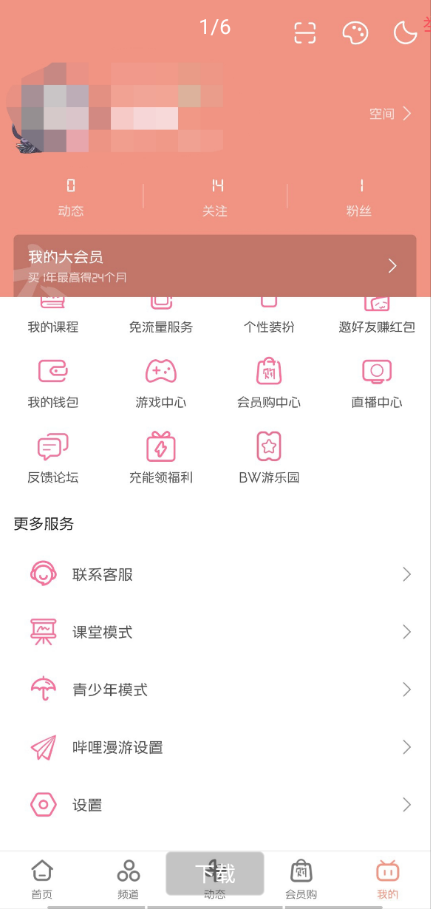 1/6
空间
0 14 1
动态 关注 粉丝
我的大会员
买1年最高得24个月
我的课程 免流量服务 个性装扮 邀好友赚红包
我的钱包 游戏中心 会员购中心 直播中心
反馈论坛 充能领福利 BW游乐园
更多服务
联系客服
课堂模式
青少年模式
哔哩漫游设置
设置
下载
首页 频道 动态 会员购 我的